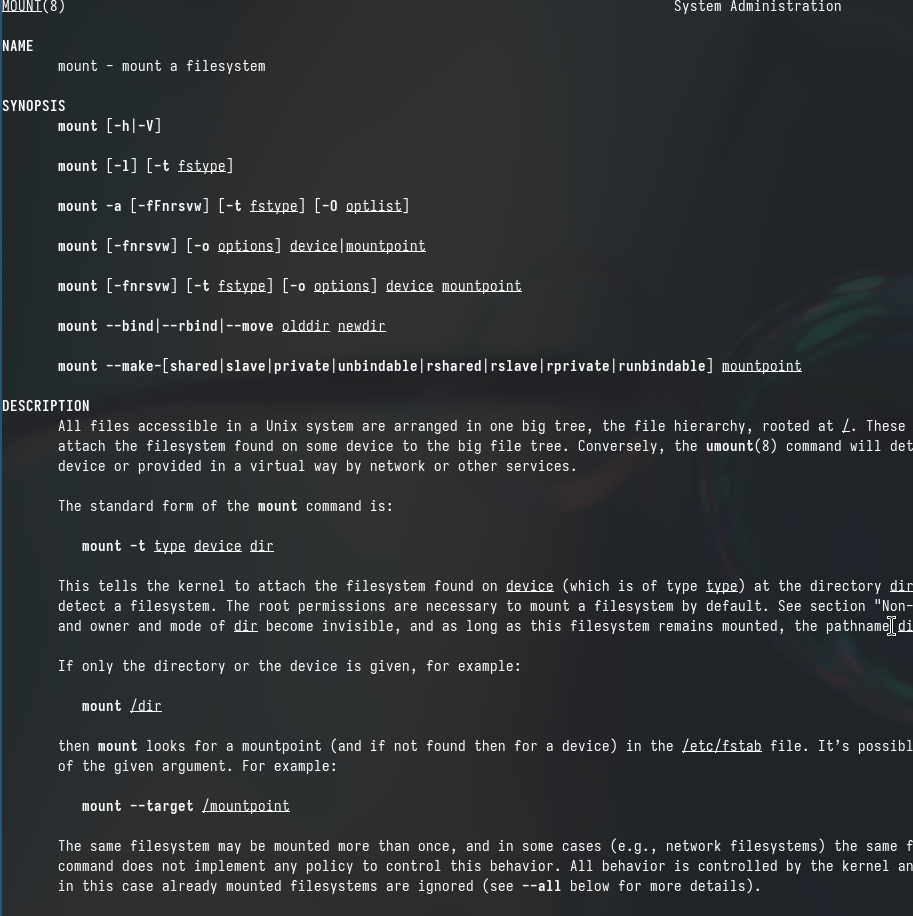 MOUNT(8) System Administration
NAME
mount - mount a filesystem
SYNOPSIS
mount [-h|-V]
mount [-l] [-t fstype]
mount -a [-fFnrsvw] [-t fstype] [-O optlist]
mount [-fnrsvw] [-o options] device|mountpoint
mount [-fnrsvw] [-t fstype] [-o options] device mountpoint
mount --bind|--rbind|--move olddir newdir
mount --make-[shared|slave|private|unbindable|rshared|rslave|rprivate|runbindable] mountpoint
DESCRIPTION
All files accessible in a Unix system are arranged in one big tree, the file hierarchy, rooted at /. These
attach the filesystem found on some device to the big file tree. Conversely, the umount(8) command will det
device or provided in a virtual way by network or other services.
The standard form of the mount command is:
mount -t type device dir
This tells the kernel to attach the filesystem found on device (which is of type type) at the directory dir
detect a filesystem. The root permissions are necessary to mount a filesystem by default. See section "Non-
and owner and mode of dir become invisible, and as long as this filesystem remains mounted, the pathname di
If only the directory or the device is given, for example:
mount /dir
then mount looks for a mountpoint (and if not found then for a device) in the /etc/fstab file. It’s possibl
of the given argument. For example:
mount --target /mountpoint
The same filesystem may be mounted more than once, and in some cases (e.g., network filesystems) the same f
command does not implement any policy to control this behavior. All behavior is controlled by the kernel an
in this case already mounted filesystems are ignored (see --all below for more details).